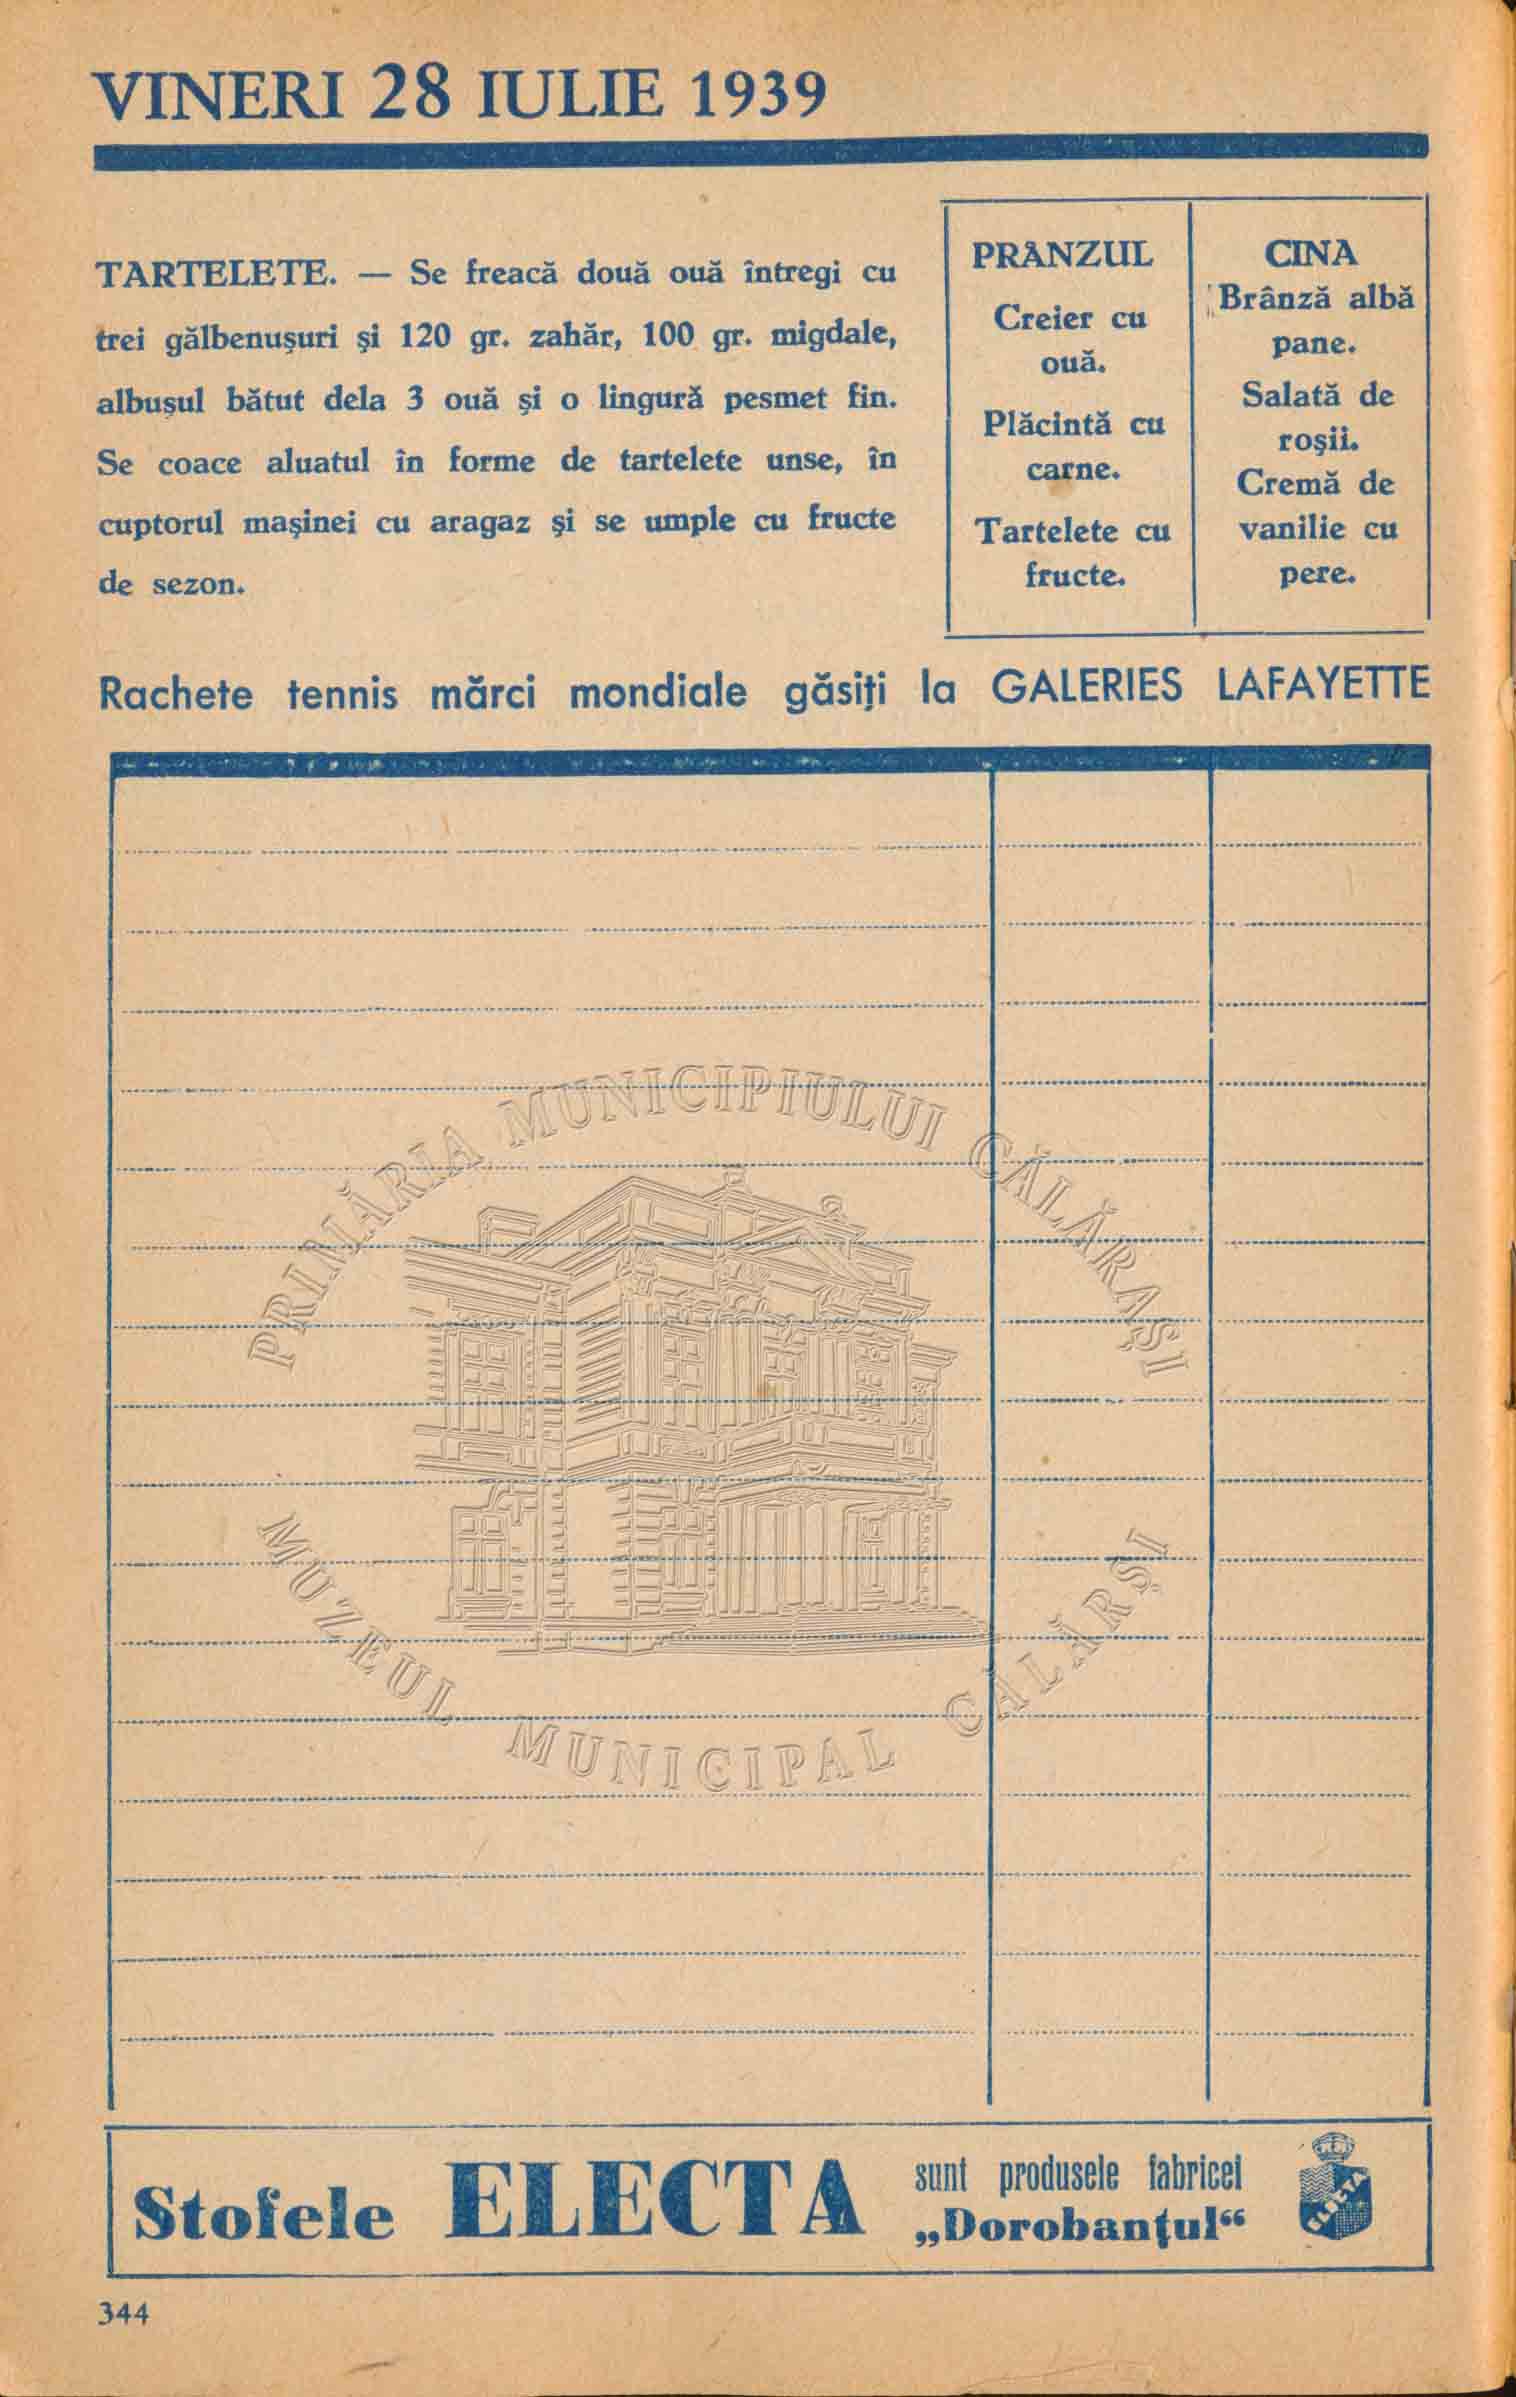 VINERI 28 IULIE 1939
TARTELETE. — Se freacă două ouă întregi cu
trei gălbenuşuri şi 120 gr. zahăr, 100 gr. migdale,
albuşul bătut dela 3 ouă şi o lingură pesmet fin.
Se coace aluatul în forme de tartelete unse, în
cuptorul maşinei cu aragaz şi se umple cu fructe
de sezon.
PRÂNZUL
Creier cu
ouă.
Plăcintă cu
carne.
Tartelete cu
fructe.
CINA
Brânză albă
pane.
Salată de
roşii.
Cremă de
vanilie cu
pere.
Rachete tennis mărci mondiale găsiţi la GALERIES LAFAYETTE
PRIMĂRIA MUNICIPIULUI CĂLĂRAȘI
MUZEUL MUNICIPAL CĂLĂRȘI
Stofele ELECTA
sunt produsele fabricei
„Dorobanţul“
ELECTA
344